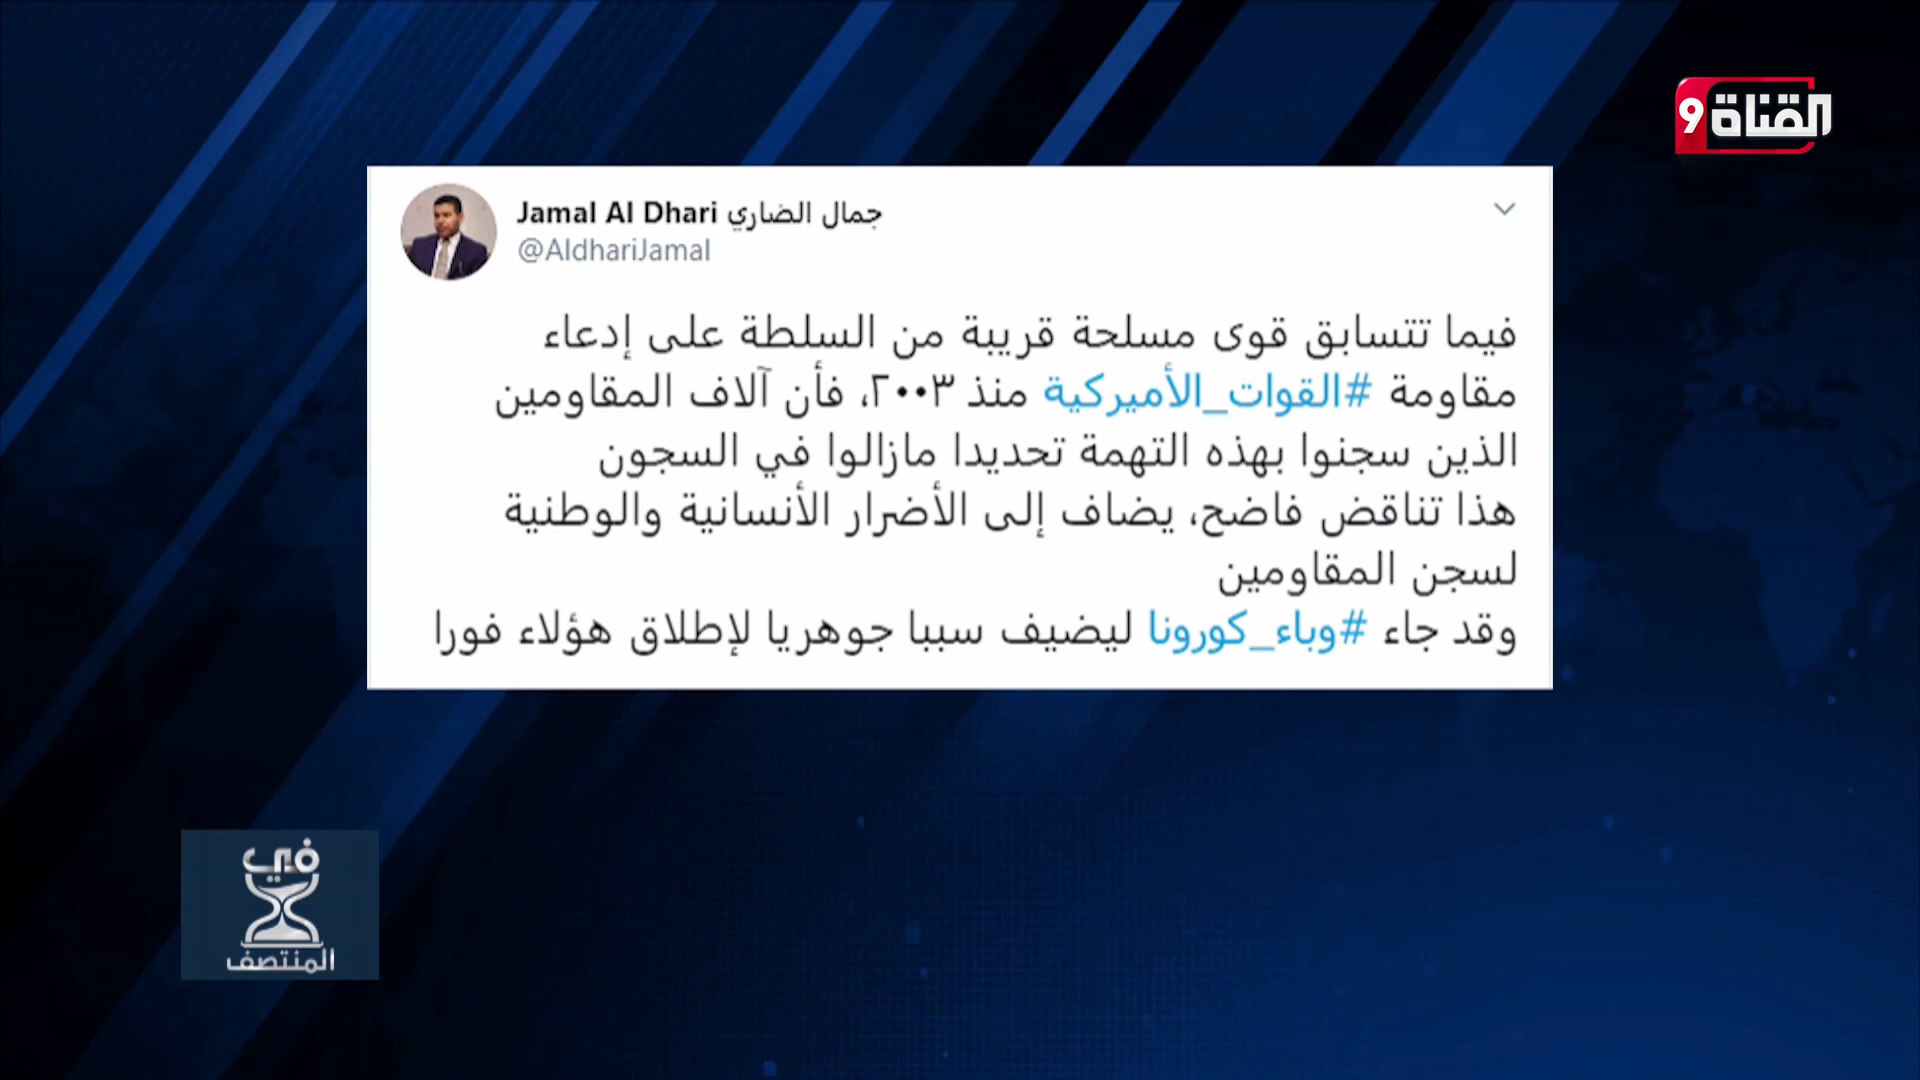 القناة 9
Jamal Al Dhari جمال الضاري
@AldhariJamal
فيما تتسابق قوى مسلحة قريبة من السلطة على إدعاء
مقاومة #القوات_الأميركية منذ ٢٠٠٣، فأن آلاف المقاومين
الذين سجنوا بهذه التهمة تحديدا مازالوا في السجون
هذا تناقض فاضح، يضاف إلى الأضرار الأنسانية والوطنية
لسجن المقاومين
وقد جاء #وباء_كورونا ليضيف سببا جوهريا لإطلاق هؤلاء فورا
في
المنتصف